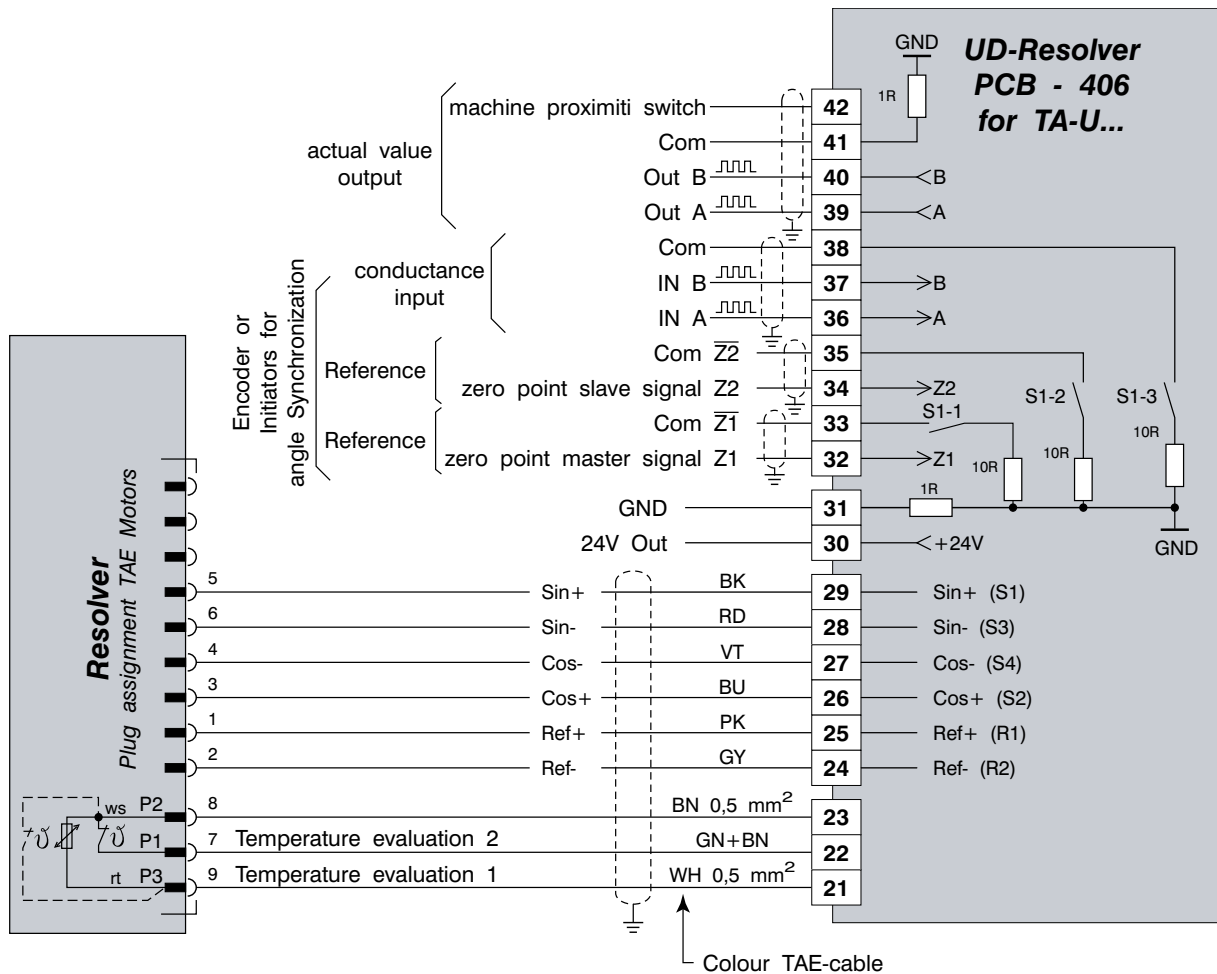 GND
UD-Resolver
PCB - 406
for TA-U...
1R
machine proximiti switch
42
Com
41
actual value
output
Out B
40
B
Out A
39
A
Com
38
conductance
input
IN B
37
B
IN A
36
A
Encoder or
Initiators for
angle Synchronization
Reference
Com Z2
35
zero point slave signal Z2
34
Z2
S1-2
S1-3
Reference
Com Z1
33
S1-1
zero point master signal Z1
32
Z1
10R
10R
10R
GND
31
1R
24V Out
30
+24V
GND
Resolver
Plug assignment TAE Motors
5
Sin+
BK
29
Sin+ (S1)
6
Sin-
RD
28
Sin- (S3)
4
Cos-
VT
27
Cos- (S4)
3
Cos+
BU
26
Cos+ (S2)
1
Ref+
PK
25
Ref+ (R1)
2
Ref-
GY
24
Ref- (R2)
ws P2
8
BN 0,5 mm²
23
+ϑ
ϑ
P1
7
Temperature evaluation 2
GN+BN
22
rt P3
9
Temperature evaluation 1
WH 0,5 mm²
21
Colour TAE-cable